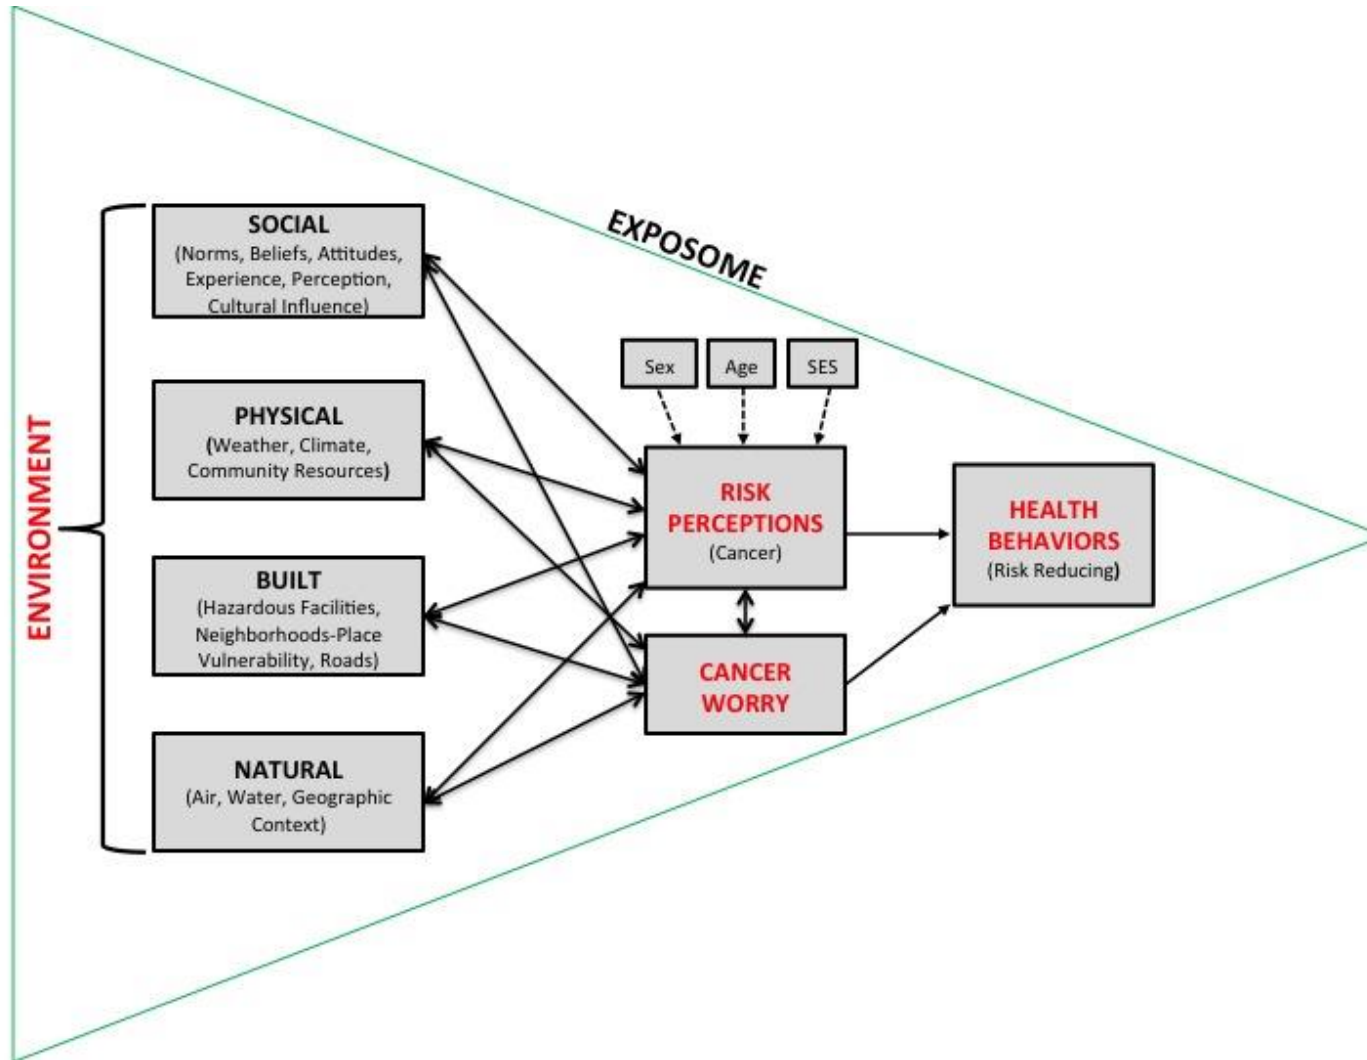 ENVIRONMENT
SOCIAL
(Norms, Beliefs, Attitudes,
Experience, Perception,
Cultural Influence)
PHYSICAL
(Weather, Climate,
Community Resources)
BUILT
(Hazardous Facilities,
Neighborhoods-Place
Vulnerability, Roads)
NATURAL
(Air, Water, Geographic
Context)
EXPOSOME
Sex
Age
SES
RISK
PERCEPTIONS
(Cancer)
CANCER
WORRY
HEALTH
BEHAVIORS
(Risk Reducing)